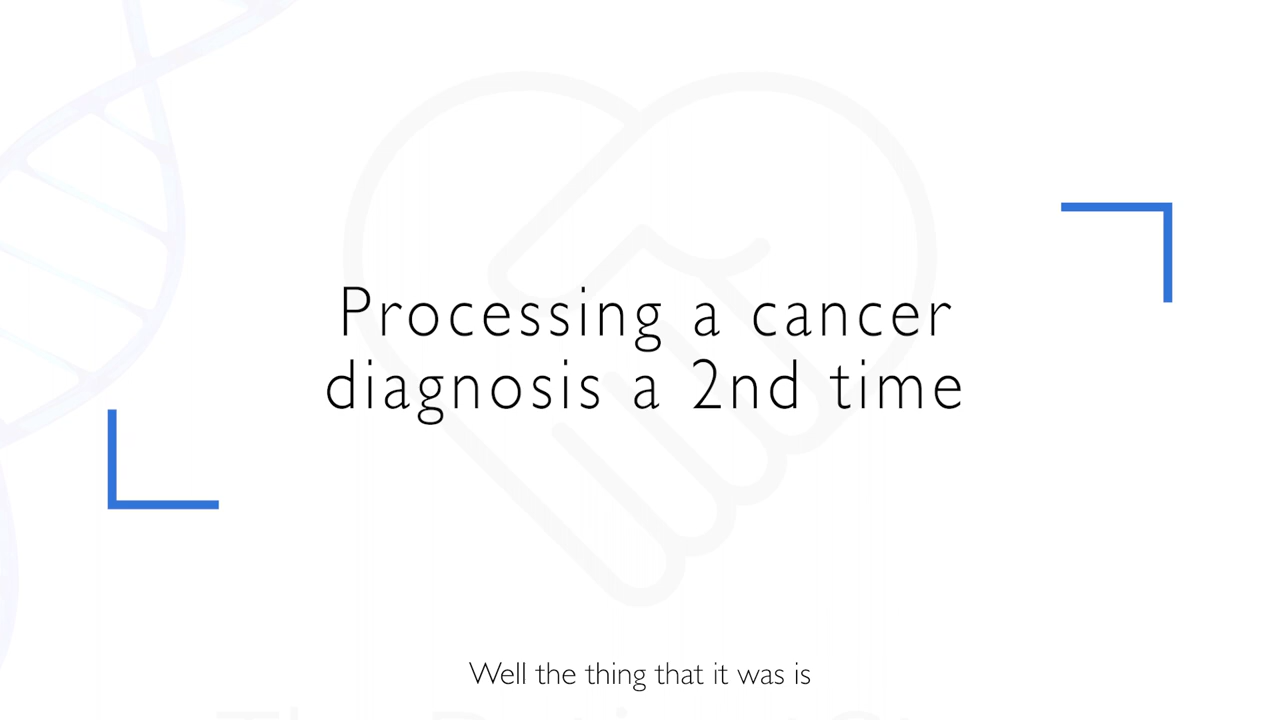 Processing a cancer
diagnosis a 2nd time
Well the thing that it was is